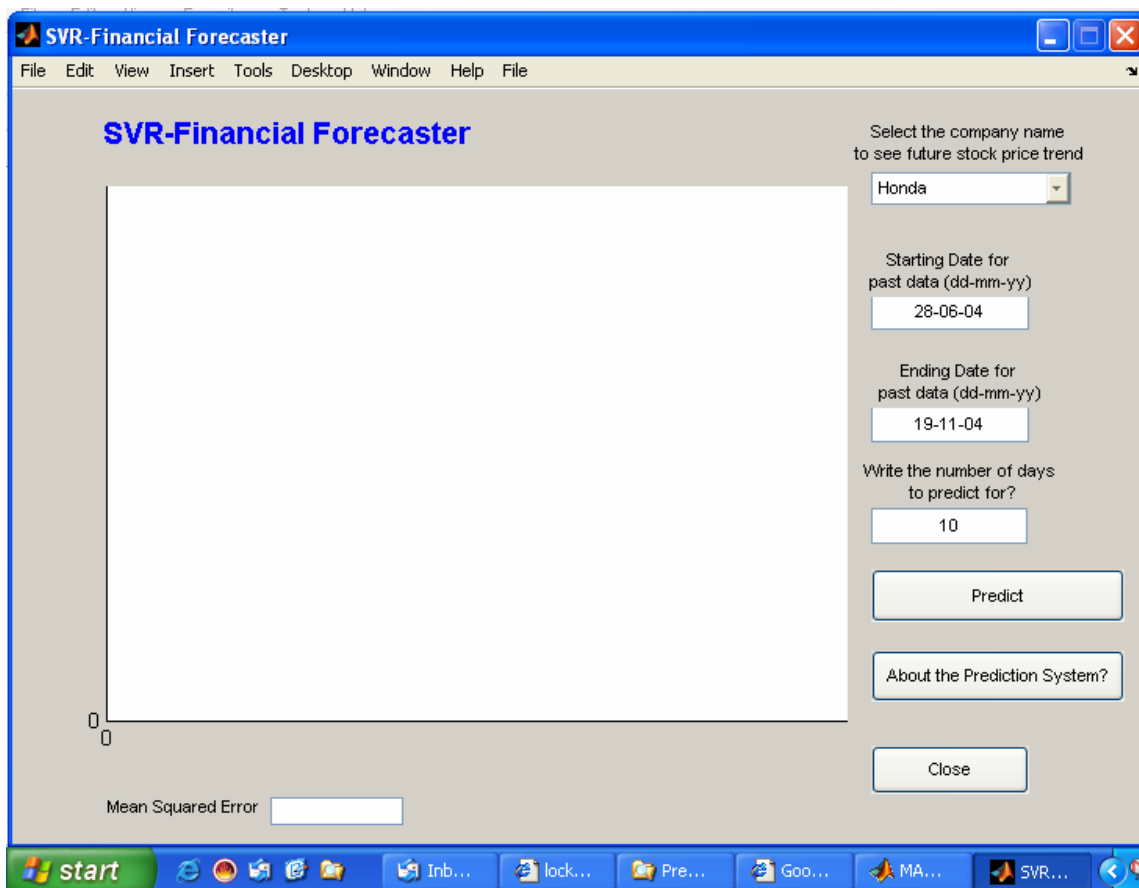 SVR-Financial Forecaster
File Edit View Insert Tools Desktop Window Help File
SVR-Financial Forecaster
Select the company name
to see future stock price trend
Honda
Starting Date for
past data (dd-mm-yy)
28-06-04
Ending Date for
past data (dd-mm-yy)
19-11-04
Write the number of days
to predict for?
10
Predict
About the Prediction System?
Close
0
0
Mean Squared Error
start
Inb...
lock...
Pre...
Goo...
MA...
SVR...